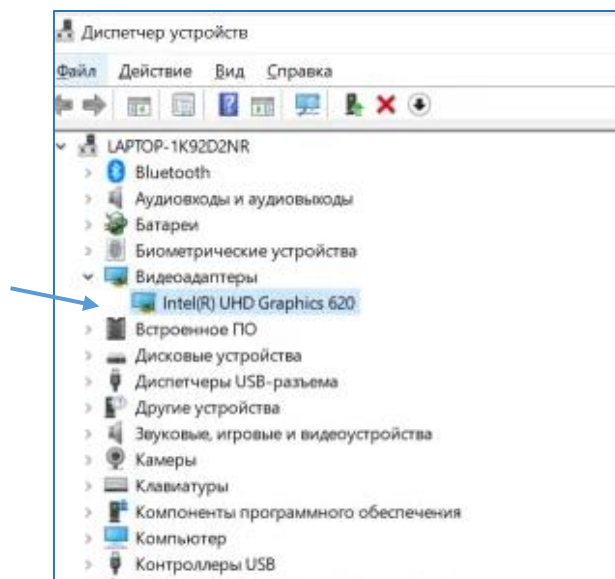 Диспетчер устройств
Файл Действие Вид Справка
LAPTOP-1K92D2NR
Bluetooth
Аудиовходы и аудиовыходы
Батареи
Биометрические устройства
Видеоадаптеры
Intel(R) UHD Graphics 620
Встроенное ПО
Дисковые устройства
Диспетчеры USB-разъема
Другие устройства
Звуковые, игровые и видеоустройства
Камеры
Клавиатуры
Компоненты программного обеспечения
Компьютер
Контроллеры USB